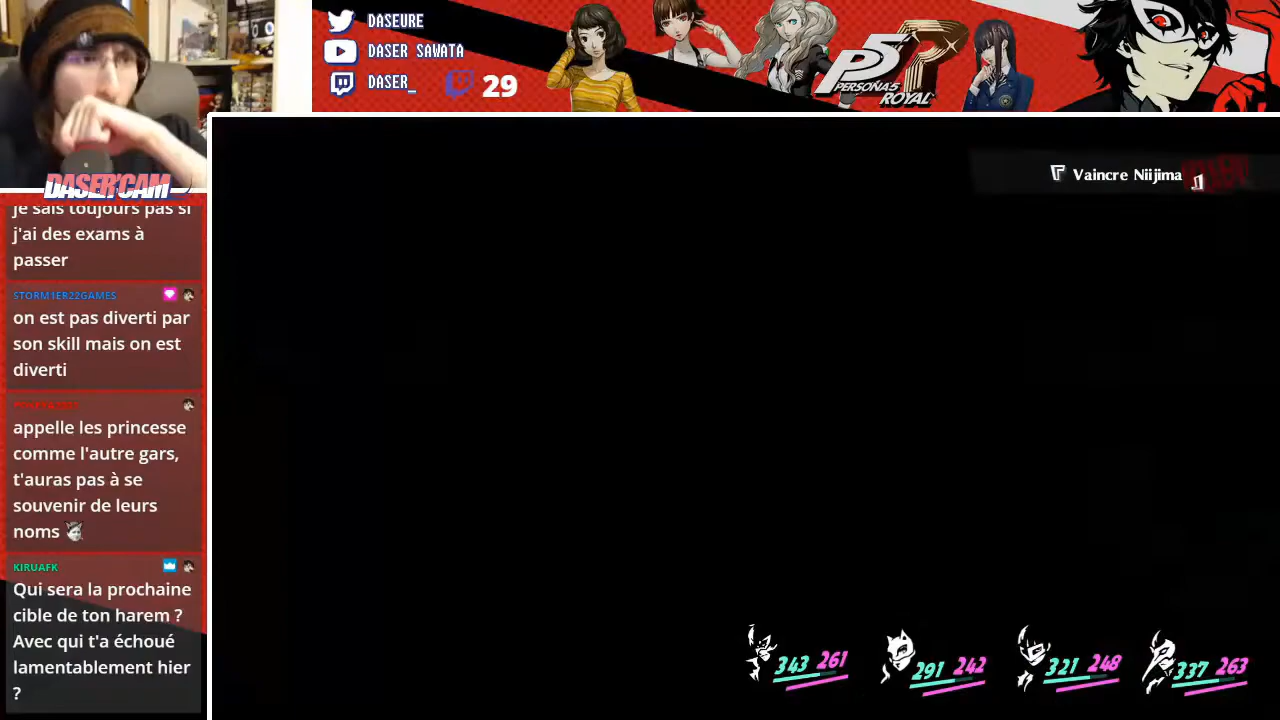 DASEURE
DASER SAWATA
DASER_
29
P5R
PERSONA5
ROYAL
DASER'CAM
je sais toujours pas si
j'ai des exams à
passer
STORM1ER22GAMES
on est pas diverti par
son skill mais on est
diverti
appelle les princesse
comme l'autre gars,
t'auras pas à se
souvenir de leurs
noms
KIRUAFK
Qui sera la prochaine
cible de ton harem ?
Avec qui t'a échoué
lamentablement hier
?
Vaincre Niijima
343 261
291 242
321 248
337 263